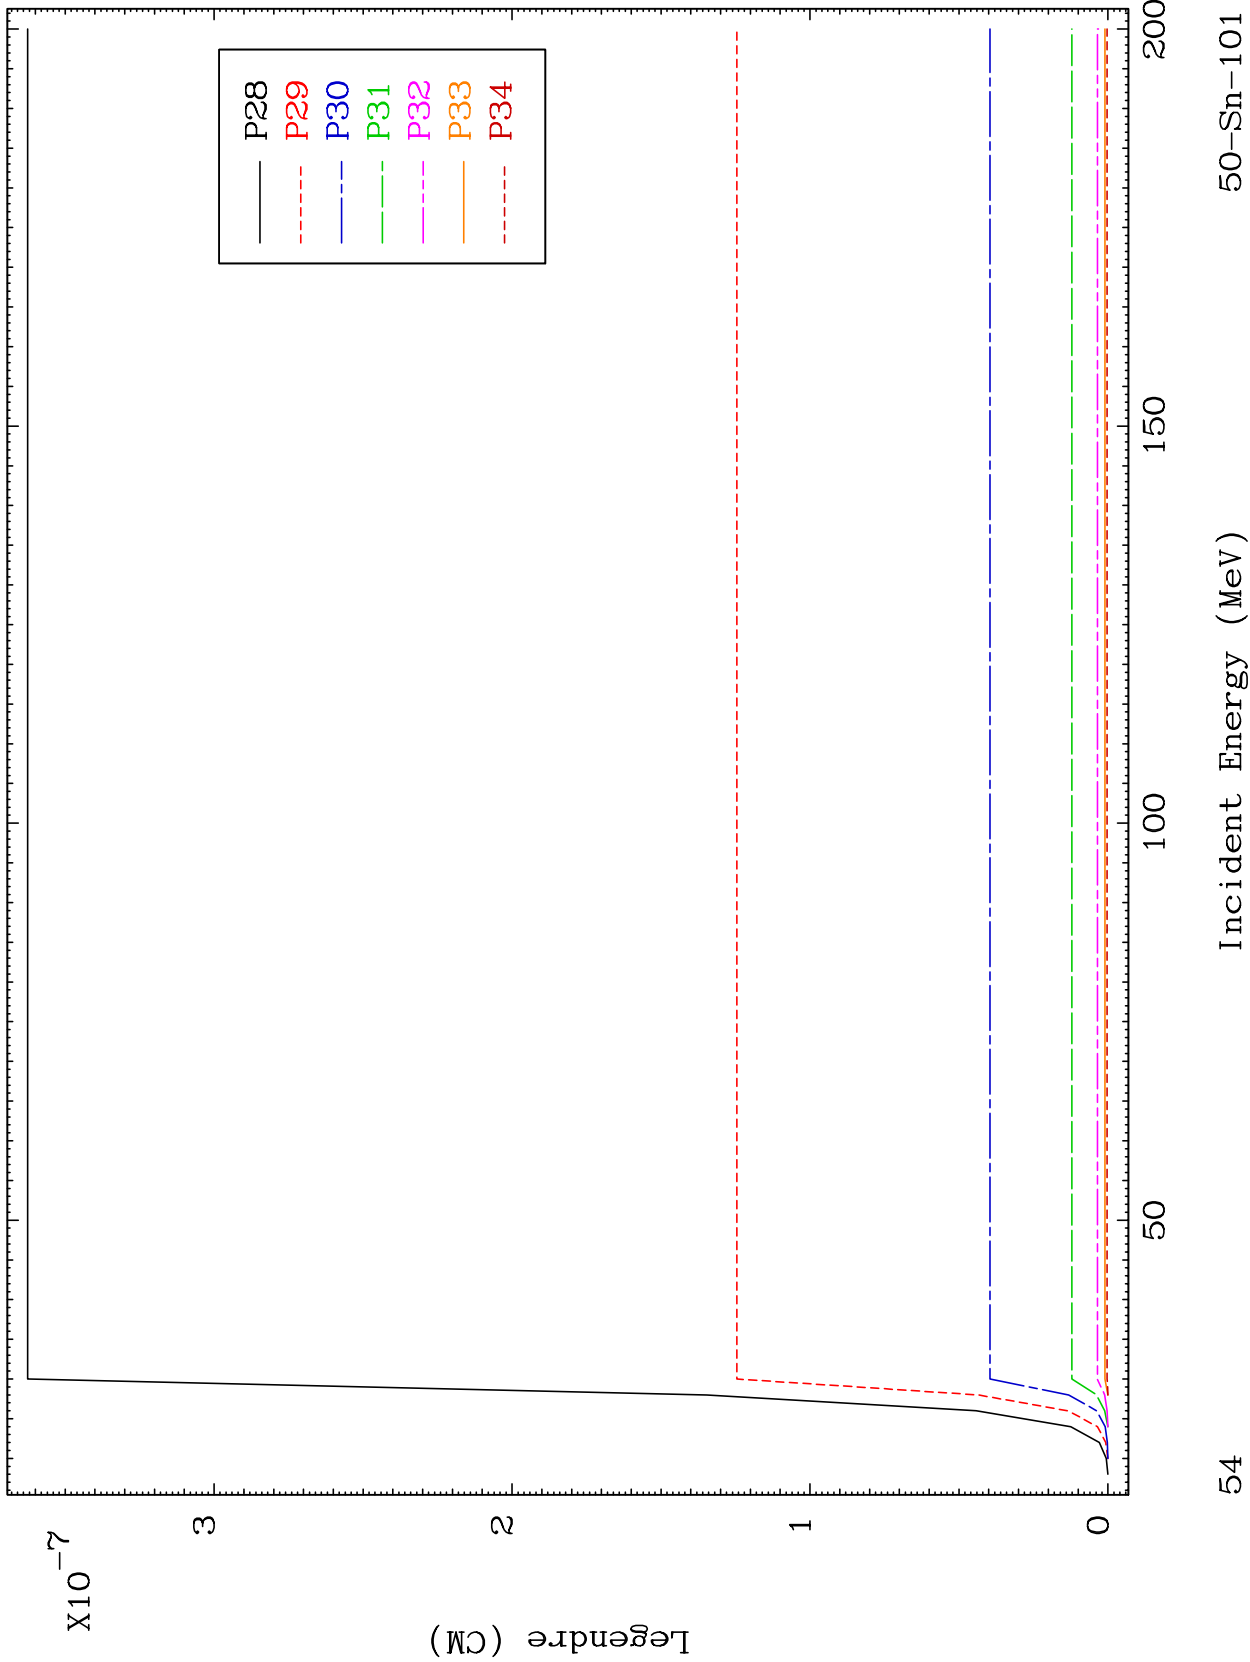 X10-7
Legendre (CM)
3
2
1
0
P28
P29
P30
P31
P32
P33
P34
50
100
150
200
Incident Energy (MeV)
54
50-Sn-101